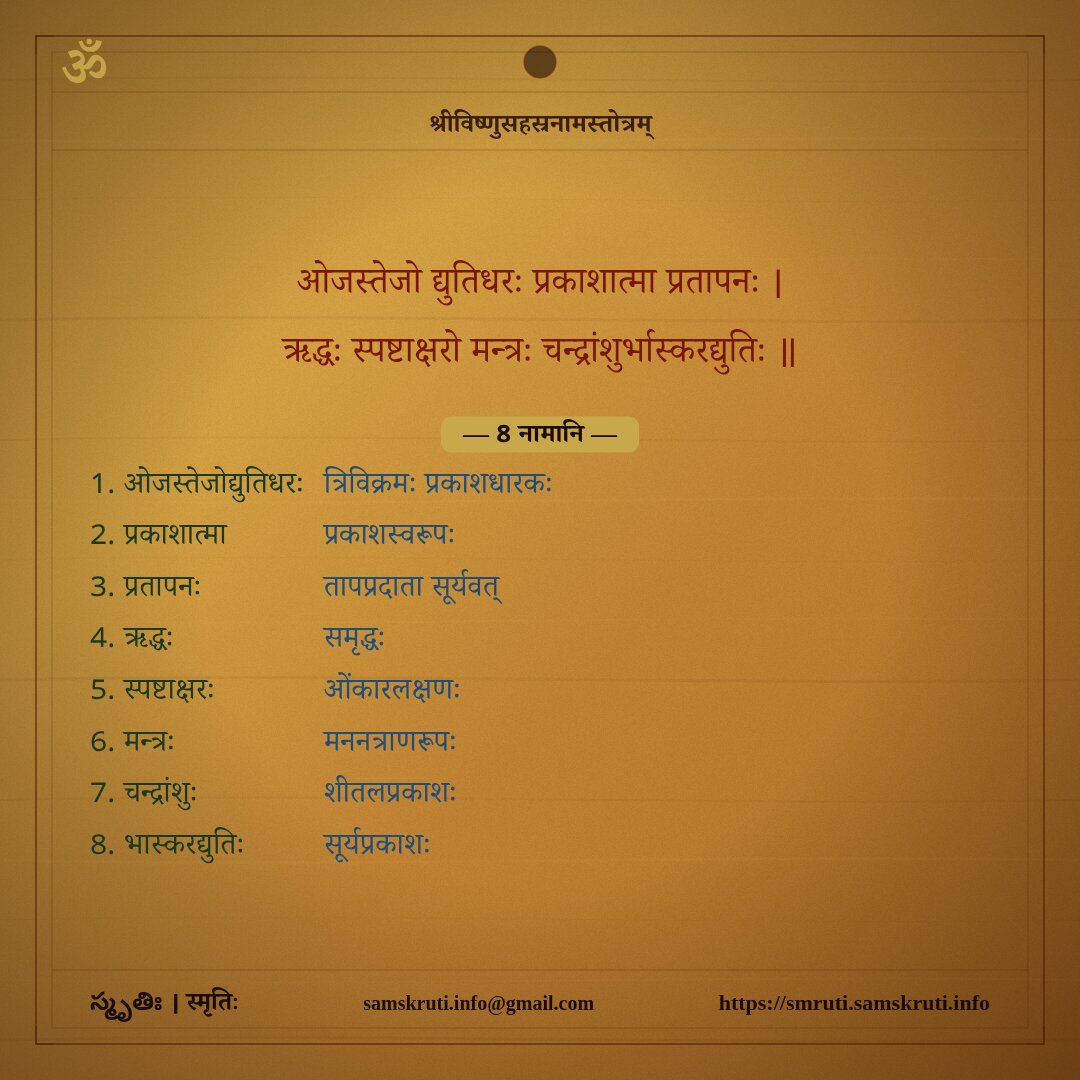 ॐ
श्रीविष्णुसहस्रनामस्तोत्रम्
ओजस्तेजो द्युतिधरः प्रकाशात्मा प्रतापनः |
ऋद्धः स्पष्टाक्षरो मन्त्रः चन्द्रांशुर्भास्करद्युतिः ||
— 8 नामानि —
1. ओजस्तेजोद्युतिधरः त्रिविक्रमः प्रकाशधारकः
2. प्रकाशात्मा प्रकाशस्वरूपः
3. प्रतापनः तापप्रदाता सूर्यवत्
4. ऋद्धः समृद्धः
5. स्पष्टाक्षरः ओंकारलक्षणः
6. मन्त्रः मननत्राणरूपः
7. चन्द्रांशुः शीतलप्रकाशः
8. भास्करद्युतिः सूर्यप्रकाशः
స్మృతిః | स्मृतिः samskruti.info@gmail.com https://smruti.samskruti.info